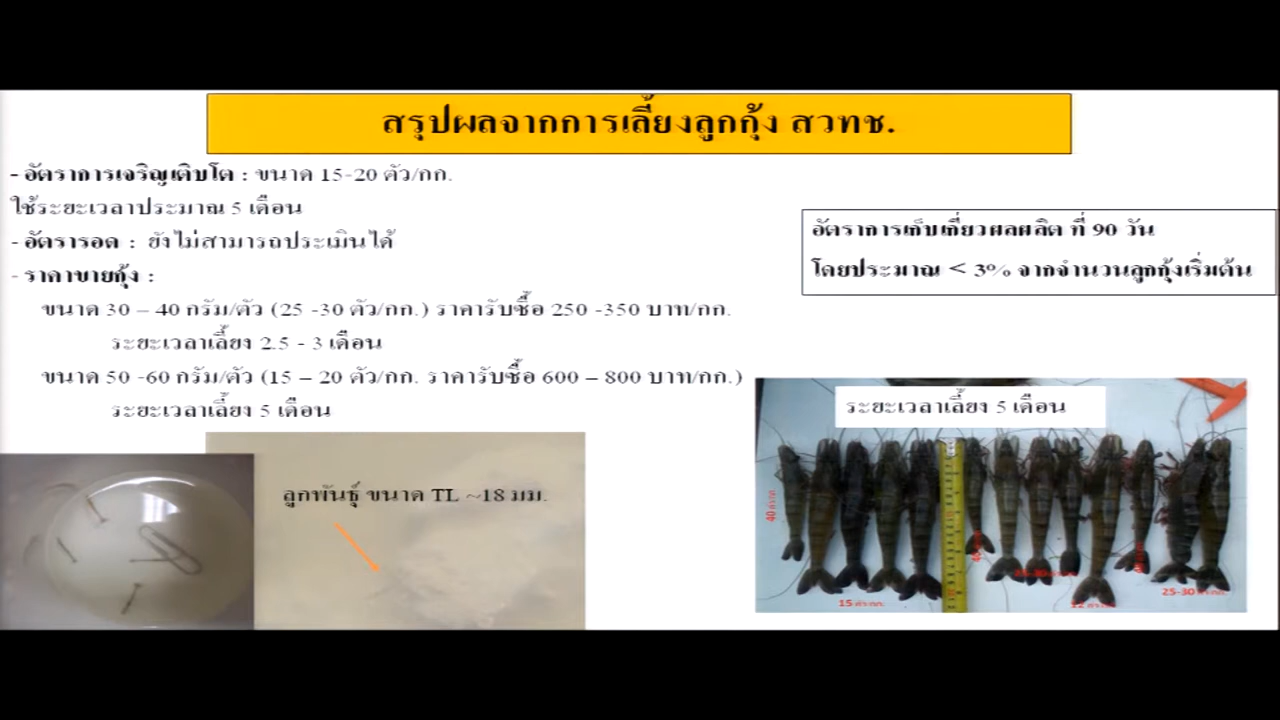 สรุปผลจากการเลี้ยงลูกกุ้ง สวทช.
- อัตราการเจริญเติบโต : ขนาด 15-20 ตัว/กก.
ใช้ระยะเวลาประมาณ 5 เดือน
- อัตรารอด : ยังไม่สามารถประเมินได้
- ราคาขายกุ้ง :
ขนาด 30 – 40 กรัม/ตัว (25 -30 ตัว/กก.) ราคารับซื้อ 250 -350 บาท/กก.
ระยะเวลาเลี้ยง 2.5 - 3 เดือน
ขนาด 50 -60 กรัม/ตัว (15 – 20 ตัว/กก. ราคารับซื้อ 600 – 800 บาท/กก.)
ระยะเวลาเลี้ยง 5 เดือน
อัตราการเก็บเกี่ยวผลผลิต ที่ 90 วัน
โดยประมาณ < 3% จากจำนวนลูกกุ้งเริ่มต้น
ลูกพันธุ์ ขนาด TL ~18 มม.
ระยะเวลาเลี้ยง 5 เดือน
40
15
25-30